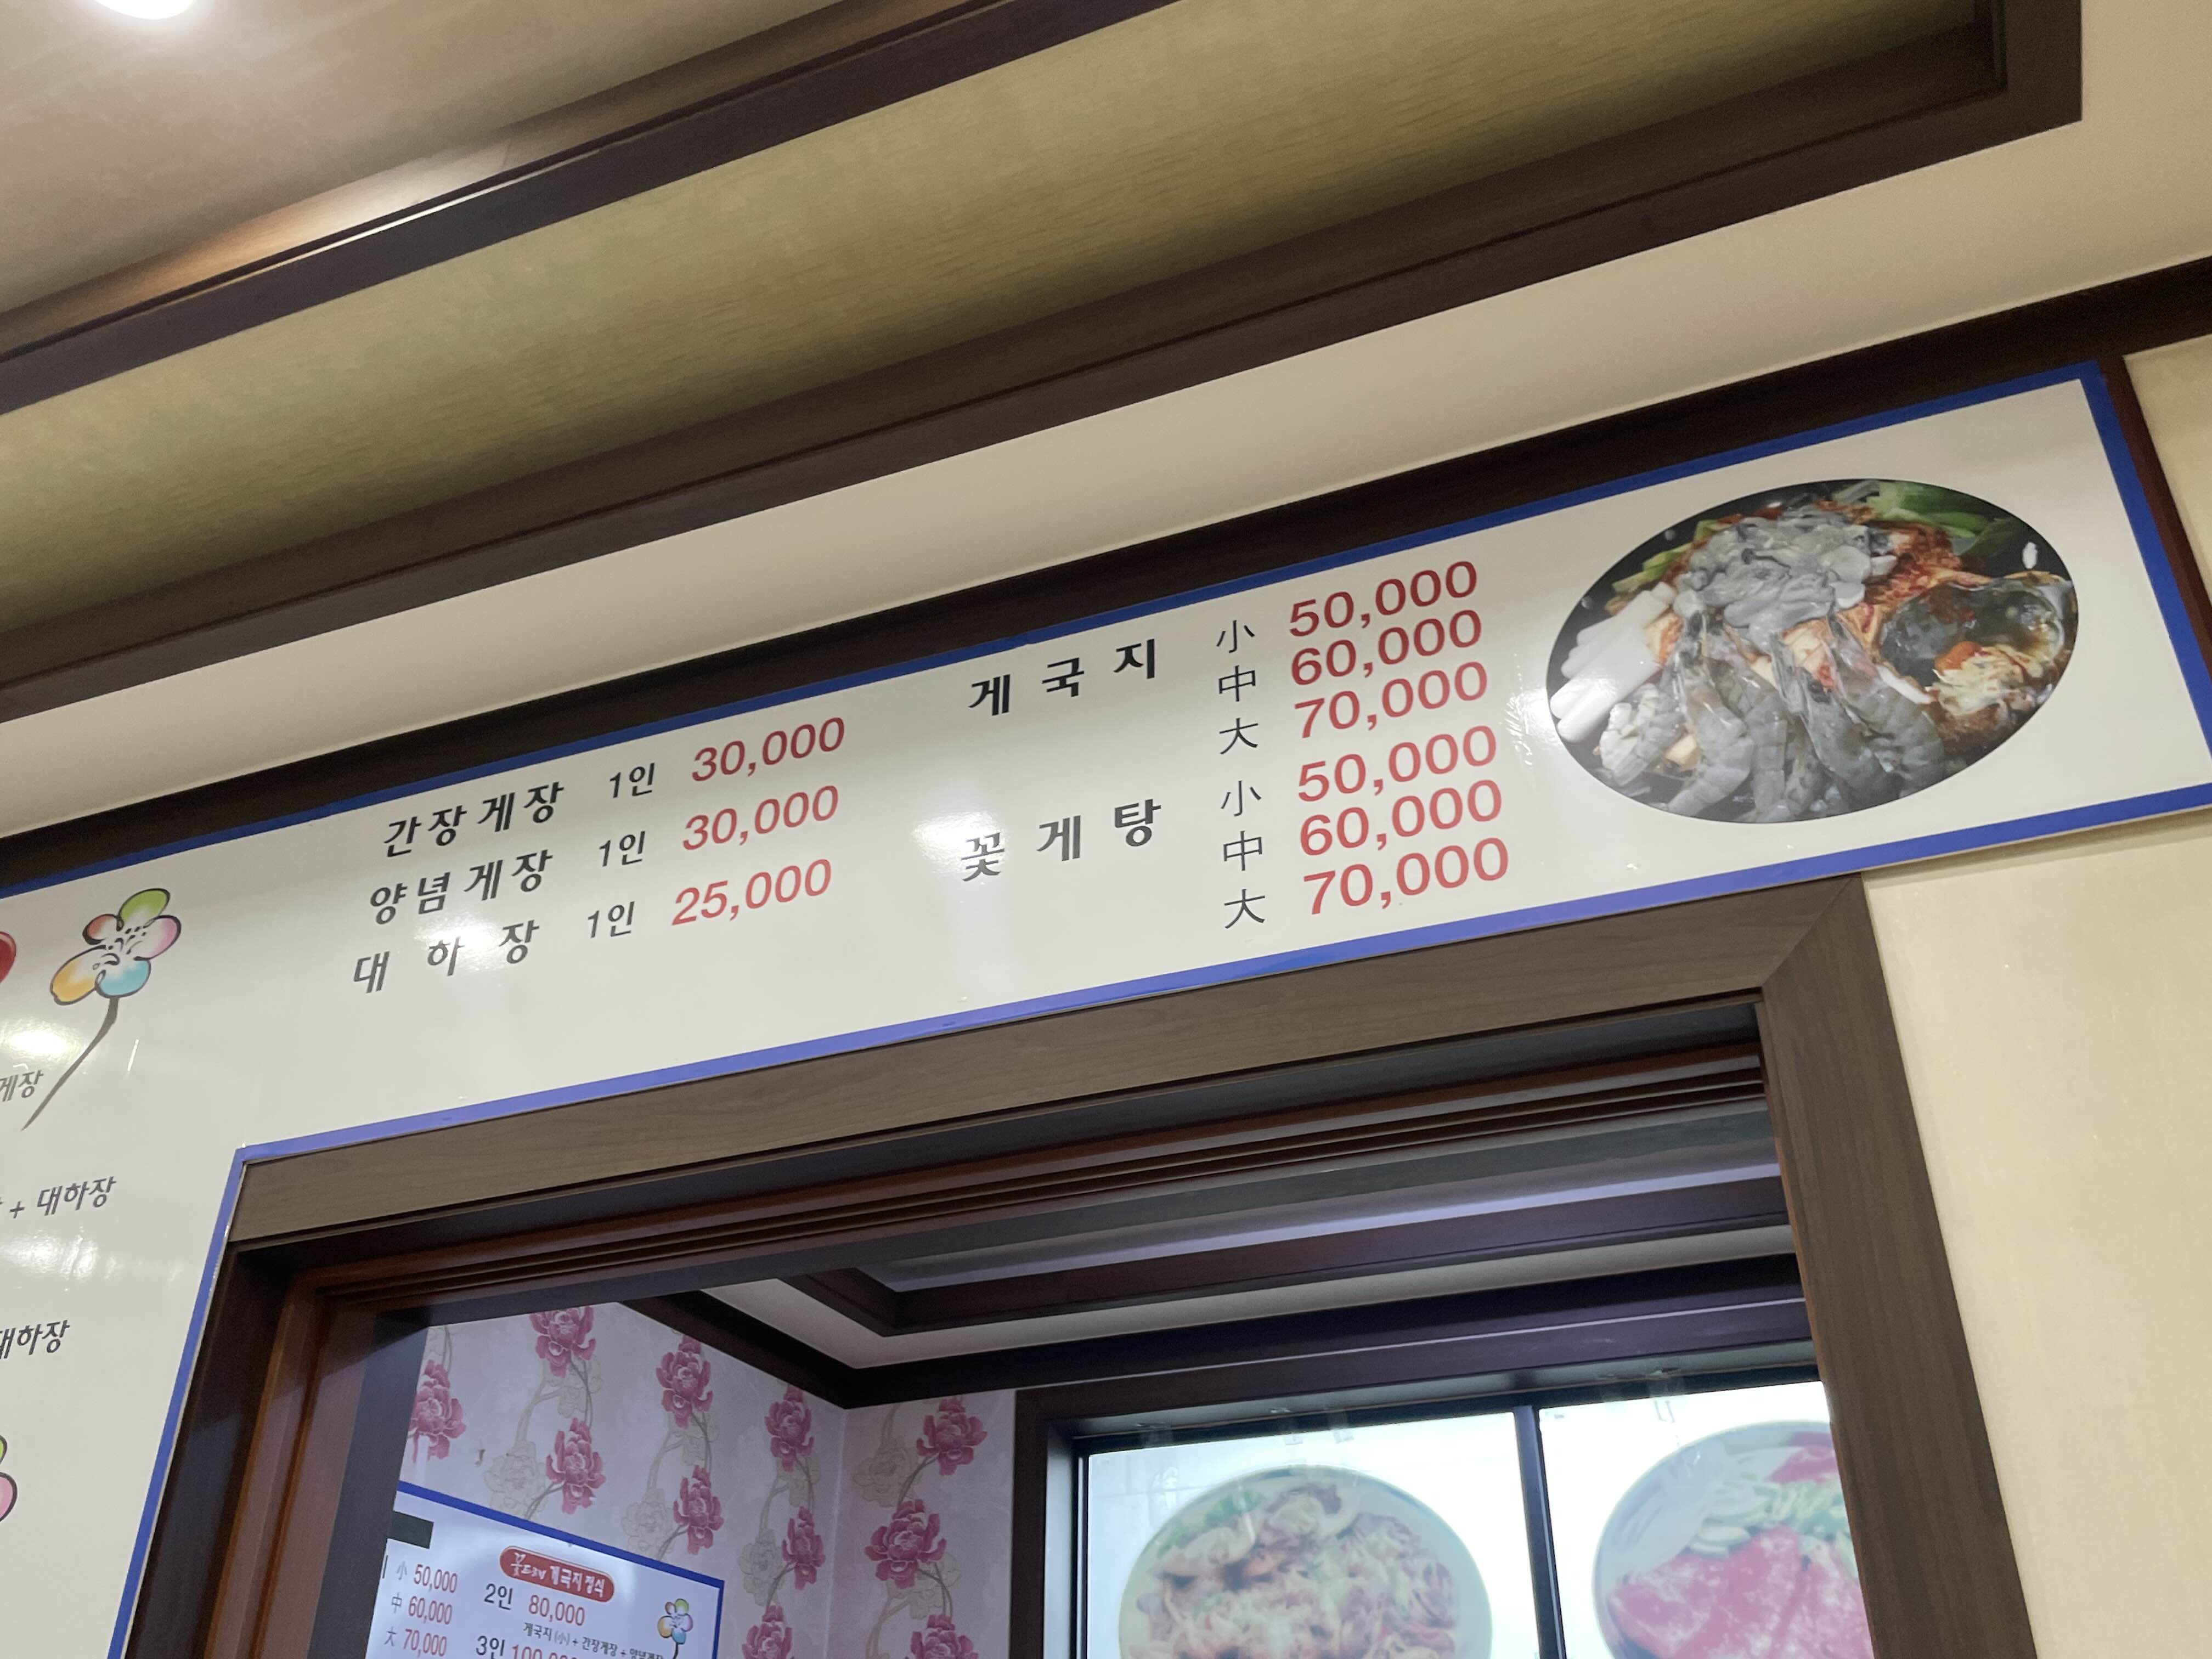 간장게장 1인 30,000
양념게장 1인 30,000
대하장 1인 25,000
게국지 小 50,000
中 60,000
大 70,000
꽃게탕 小 50,000
中 60,000
大 70,000
게장
+ 대하장
대하장
小 50,000
中 60,000
大 70,000
게국지 정식
2인 80,000
게국지(小) + 간장게장 + 양념게장
3인